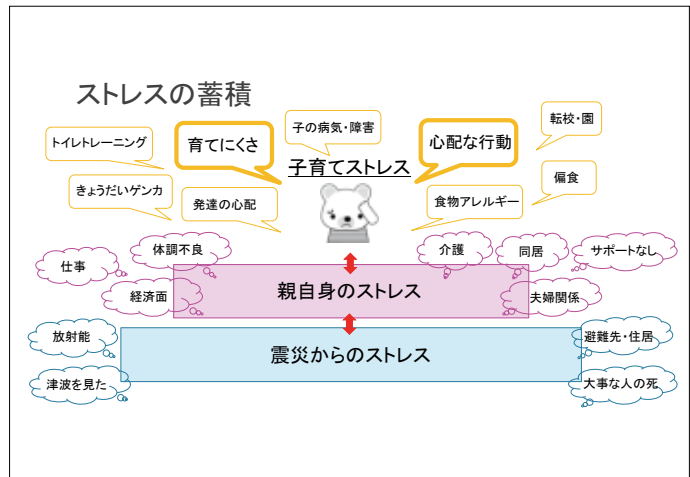 ストレスの蓄積
トイレトレーニング
育てにくさ
子の病気・障害
心配な行動
転校・園
子育てストレス
きょうだいゲンカ
発達の心配
食物アレルギー
偏食
体調不良
仕事
経済面
介護
同居
サポートなし
夫婦関係
親自身のストレス
放射能
津波を見た
震災からのストレス
避難先・住居
大事な人の死